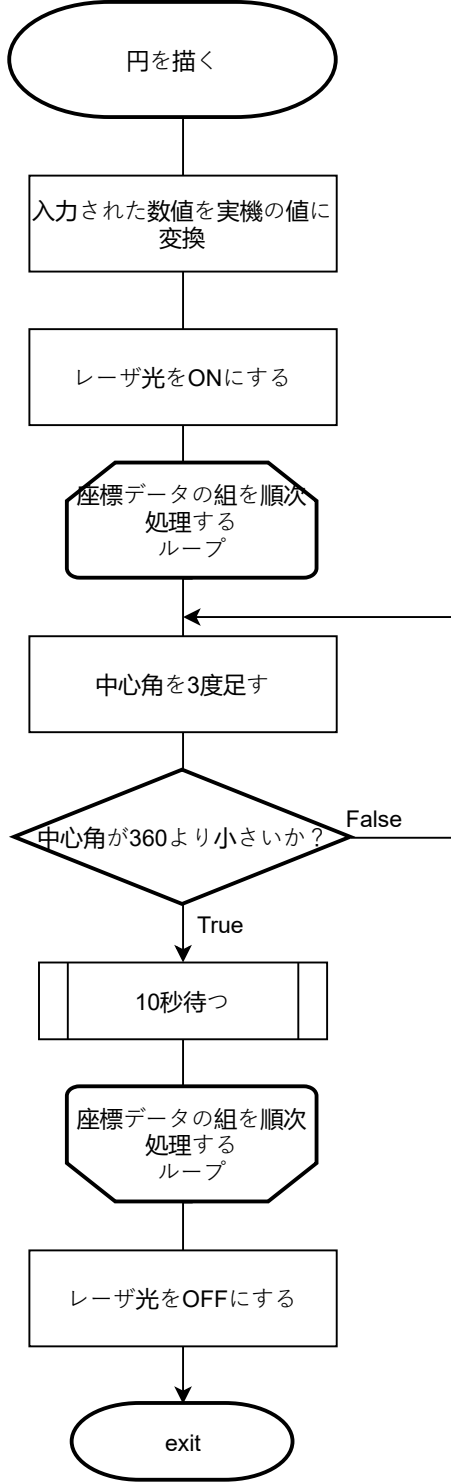 円を描く
入力された数値を実機の値に
変換
レーザ光をONにする
座標データの組を順次
処理する
ループ
中心角を3度足す
中心角が360より小さいか？
False
True
10秒待つ
座標データの組を順次
処理する
ループ
レーザ光をOFFにする
exit